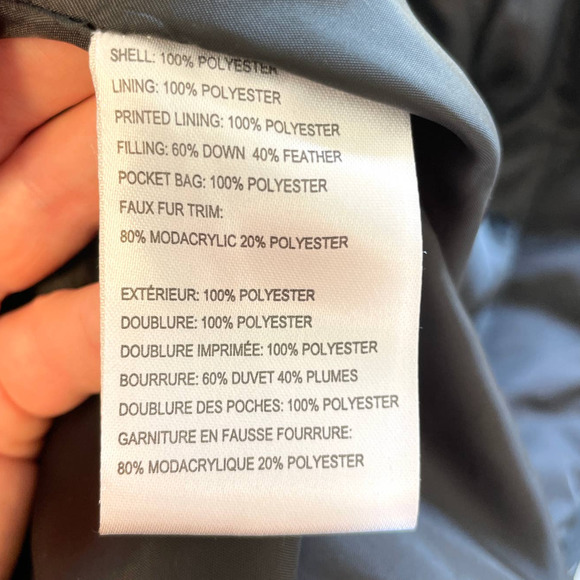 SHELL: 100% POLYESTER
LINING: 100% POLYESTER
PRINTED LINING: 100% POLYESTER
FILLING: 60% DOWN 40% FEATHER
POCKET BAG: 100% POLYESTER
FAUX FUR TRIM:
80% MODACRYLIC 20% POLYESTER
EXTÉRIEUR: 100% POLYESTER
DOUBLURE: 100% POLYESTER
DOUBLURE IMPRIMÉE: 100% POLYESTER
BOURRURE: 60% DUVET 40% PLUMES
DOUBLURE DES POCHES: 100% POLYESTER
GARNITURE EN FAUSSE FOURRURE:
80% MODACRYLIQUE 20% POLYESTER